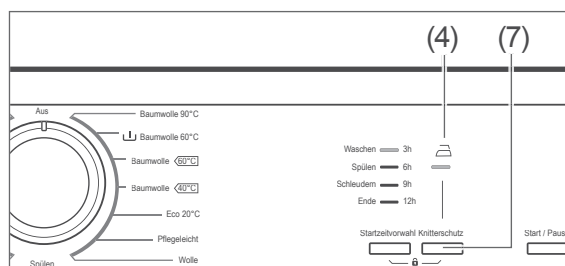 (4) (7)
Aus
Baumwolle 90°C
Baumwolle 60°C
Baumwolle 60°C
Baumwolle 40°C
Eco 20°C
Pflegeleicht
Wolle
Spülen
Waschen 3h
Spülen 6h
Schleudern 9h
Ende 12h
Startzeitvorwahl Knitterschutz
Start / Paus